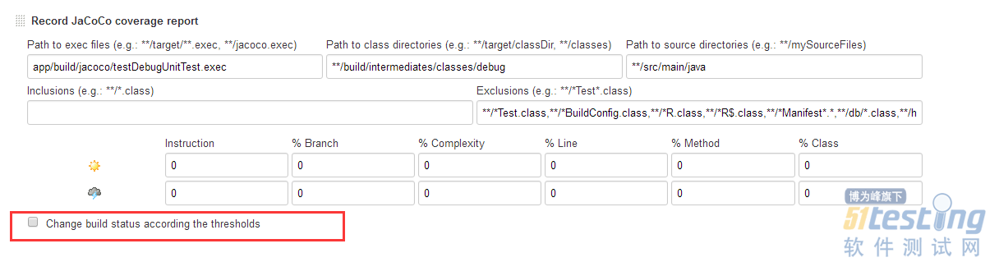 Record JaCoCo coverage report
Path to exec files (e.g.: **/target/**.exec, **/jacoco.exec) Path to class directories (e.g.: **/target/classDir, **/classes) Path to source directories (e.g.: **/mySourceFiles)
app/build/jacoco/testDebugUnitTest.exec **/build/intermediates/classes/debug **/src/main/java
Inclusions (e.g.: **/*.class) Exclusions (e.g.: **/*Test*.class)
**/*Test.class,**/*BuildConfig.class,**/*R.class,**/*R$.class,**/*Manifest*.*,**/db/*.class,**/h
Instruction % Branch % Complexity % Line % Method % Class
0 0 0 0 0 0
0 0 0 0 0 0
Change build status according the thresholds
博为峰旗下
51testing
软件测试网